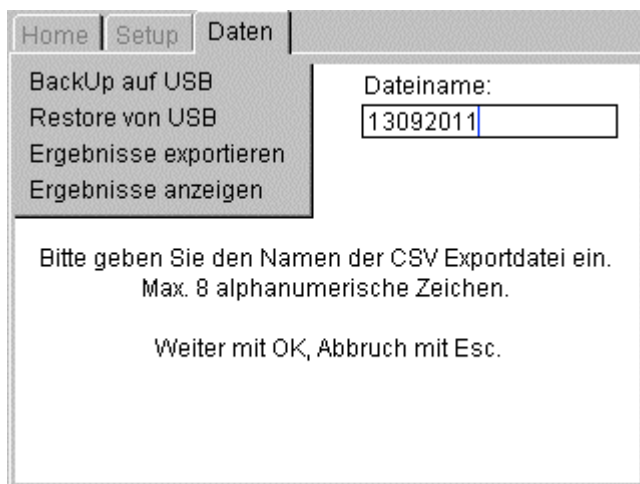 Home Setup Daten
BackUp auf USB
Restore von USB
Ergebnisse exportieren
Ergebnisse anzeigen
Dateiname:
13092011
Bitte geben Sie den Namen der CSV Exportdatei ein.
Max. 8 alphanumerische Zeichen.
Weiter mit OK, Abbruch mit Esc.